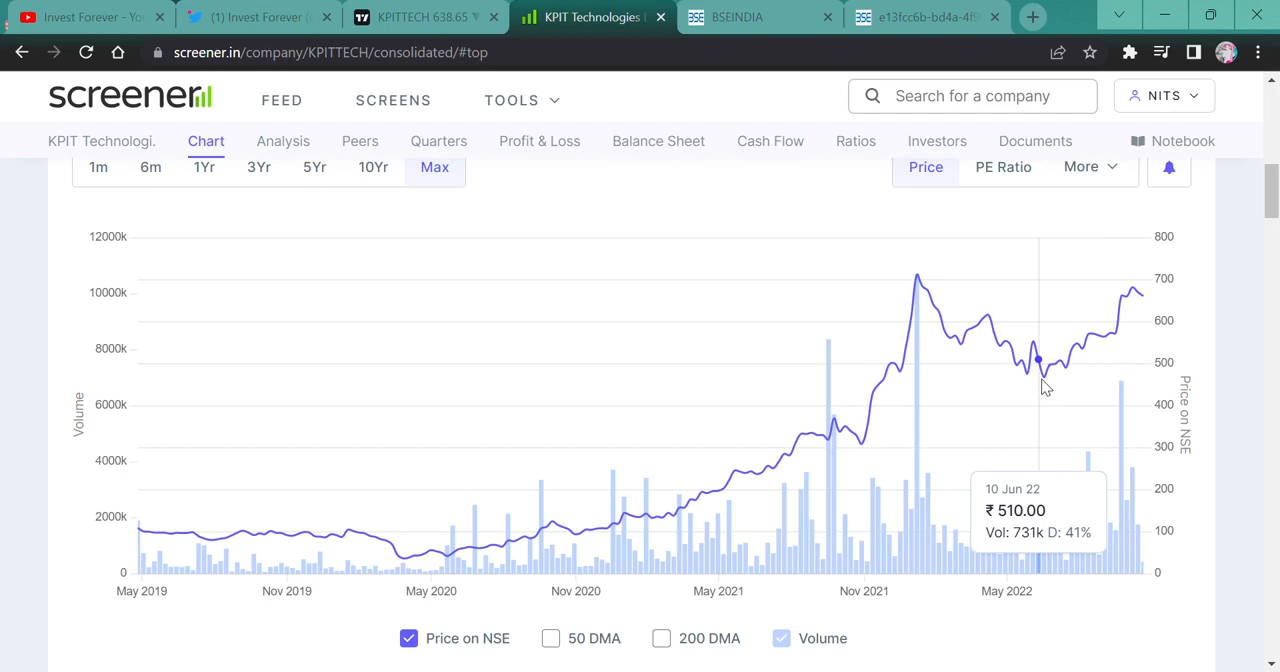 Invest Forever - Yo
(1) Invest Forever (
KPITTECH 638.65 ▼
KPIT Technologies
BSEINDIA
e13fcc6b-bd4a-4f9
screener.in/company/KPITTECH/consolidated/#top
screener
FEED
SCREENS
TOOLS
Search for a company
NITS
KPIT Technologi.
Chart
Analysis
Peers
Quarters
Profit & Loss
Balance Sheet
Cash Flow
Ratios
Investors
Documents
Notebook
1m 6m 1Yr 3Yr 5Yr 10Yr Max
Price PE Ratio More
12000k
10000k
8000k
6000k
4000k
2000k
0
Volume
800
700
600
500
400
300
200
100
0
Price on NSE
10 Jun 22
₹ 510.00
Vol: 731k D: 41%
May 2019 Nov 2019 May 2020 Nov 2020 May 2021 Nov 2021 May 2022
Price on NSE 50 DMA 200 DMA Volume